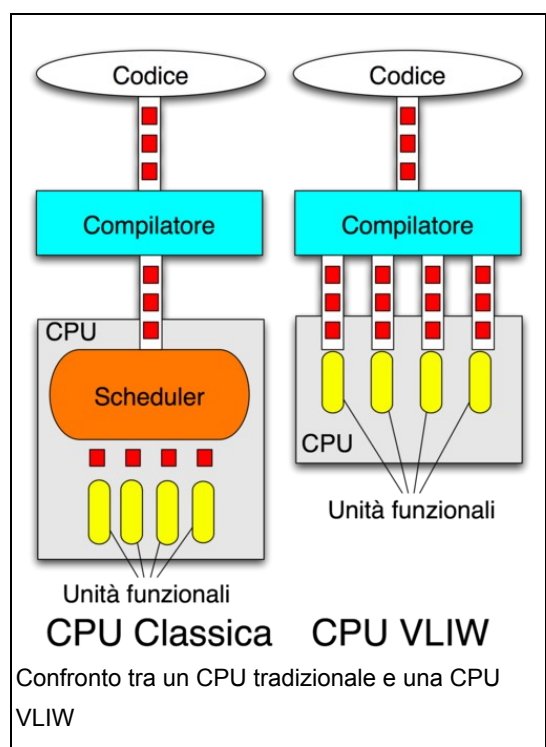 Codice
Codice
Compilatore
Compilatore
CPU
Scheduler
CPU
Unità funzionali
Unità funzionali
CPU Classica
CPU VLIW
Confronto tra un CPU tradizionale e una CPU
VLIW